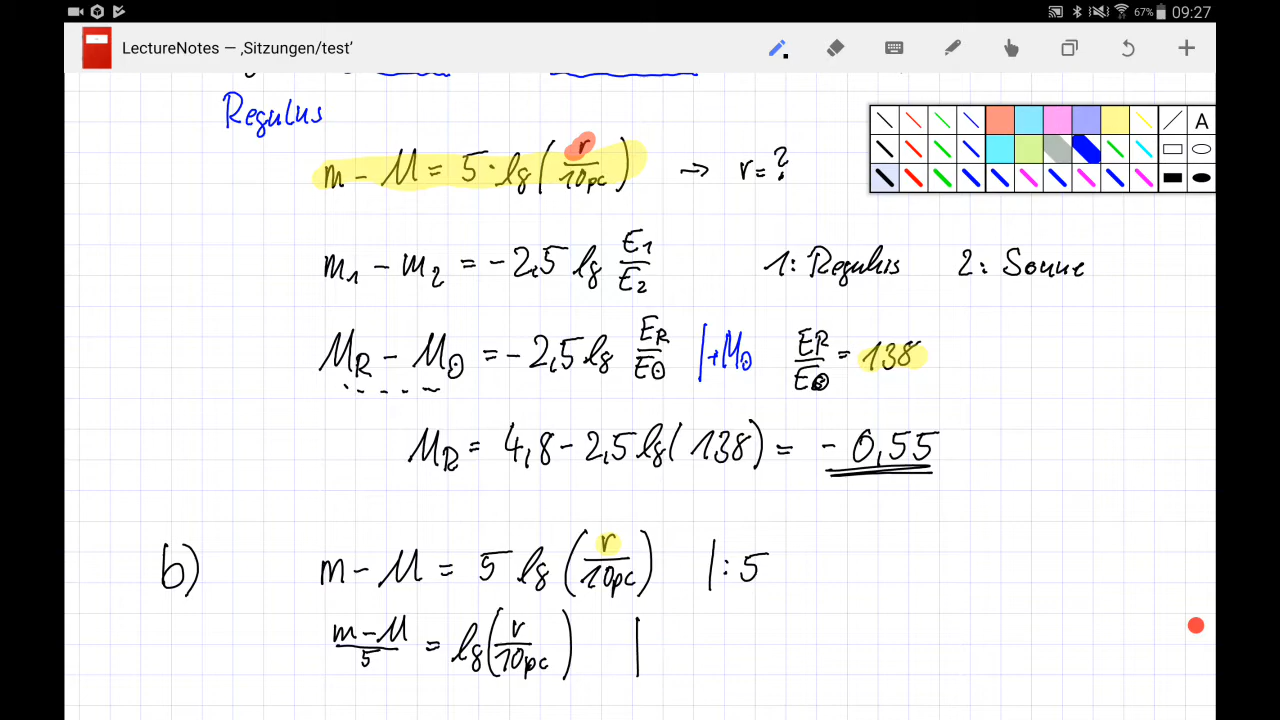 67% 09:27
LectureNotes – ‚Sitzungen/test’
A
Regulus
m - M = 5 · lg( r/10pc ) → r = ?
m₁ - m₂ = - 2,5 lg E₁/E₂ 1: Regulus 2: Sonne
M_R - M_⊙ = - 2,5 lg E_R/E_⊙ | + M_⊙ E_R/E_⊙ = 138
M_R = 4,8 - 2,5 lg( 138 ) = - 0,55
b) m - M = 5 lg ( r/10pc ) | : 5
m - M/5 = lg( r/10pc ) |